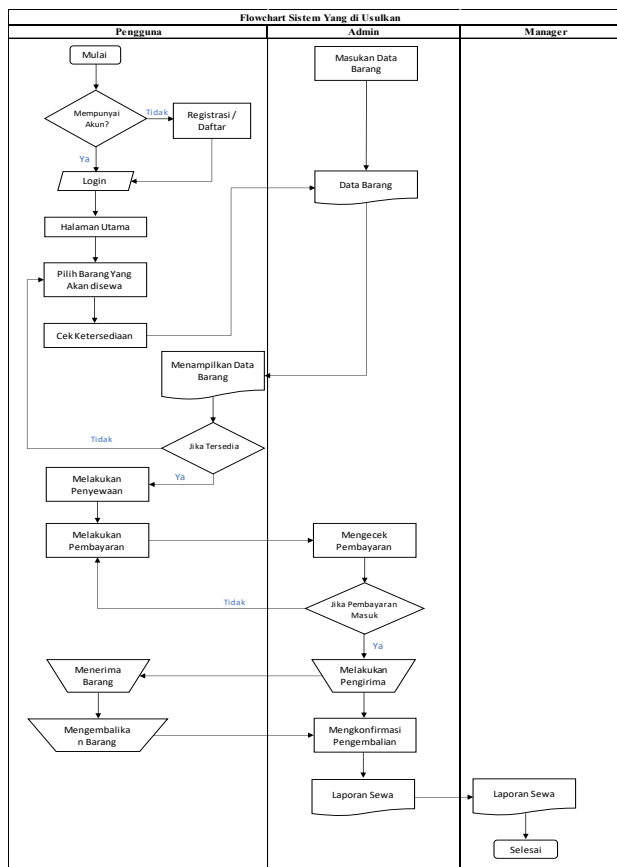 Flowchart Sistem Yang di Usulkan
Pengguna
Admin
Manager
Mulai
Masukan Data
Barang
Mempunyai
Akun?
Tidak
Registrasi /
Daftar
Ya
Login
Data Barang
Halaman Utama
Pilih Barang Yang
Akan disewa
Cek Ketersediaan
Menampilkan Data
Barang
Tidak
Jika Tersedia
Ya
Melakukan
Penyewaan
Melakukan
Pembayaran
Mengecek
Pembayaran
Tidak
Jika Pembayaran
Masuk
Ya
Menerima
Barang
Melakukan
Pengirima
Mengembalika
n Barang
Mengkonfirmasi
Pengembalian
Laporan Sewa
Laporan Sewa
Selesai